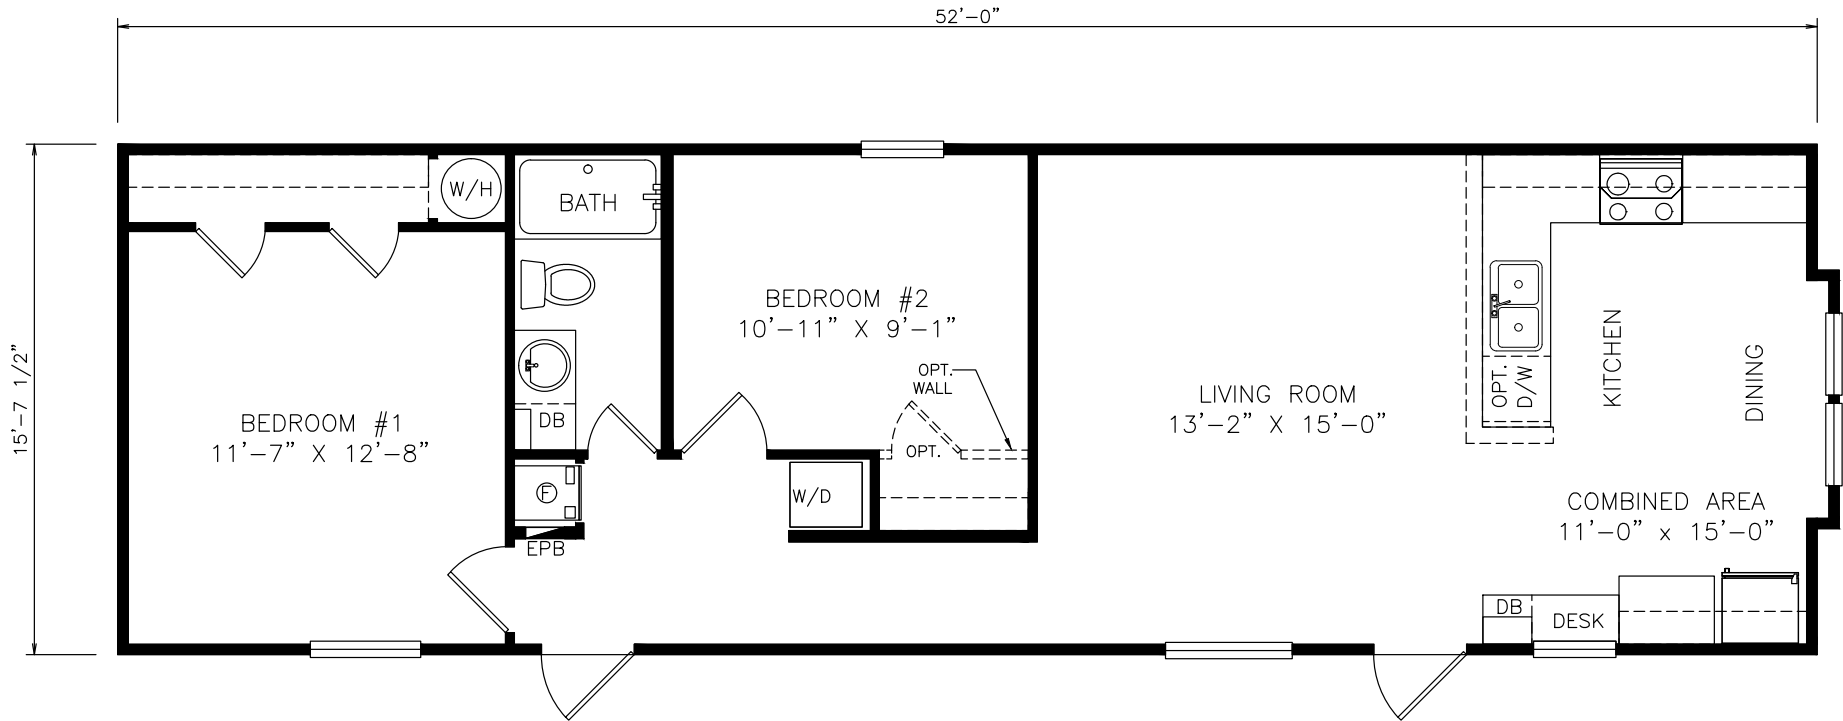 52'-0"
15'-7 1/2"
W/H
BATH
BEDROOM #2
10'-11" X 9'-1"
OPT.
WALL
OPT.
BEDROOM #1
11'-7" X 12'-8"
DB
F
EPB
W/D
LIVING ROOM
13'-2" X 15'-0"
OPT.
D/W
KITCHEN
DINING
COMBINED AREA
11'-0" x 15'-0"
DB
DESK